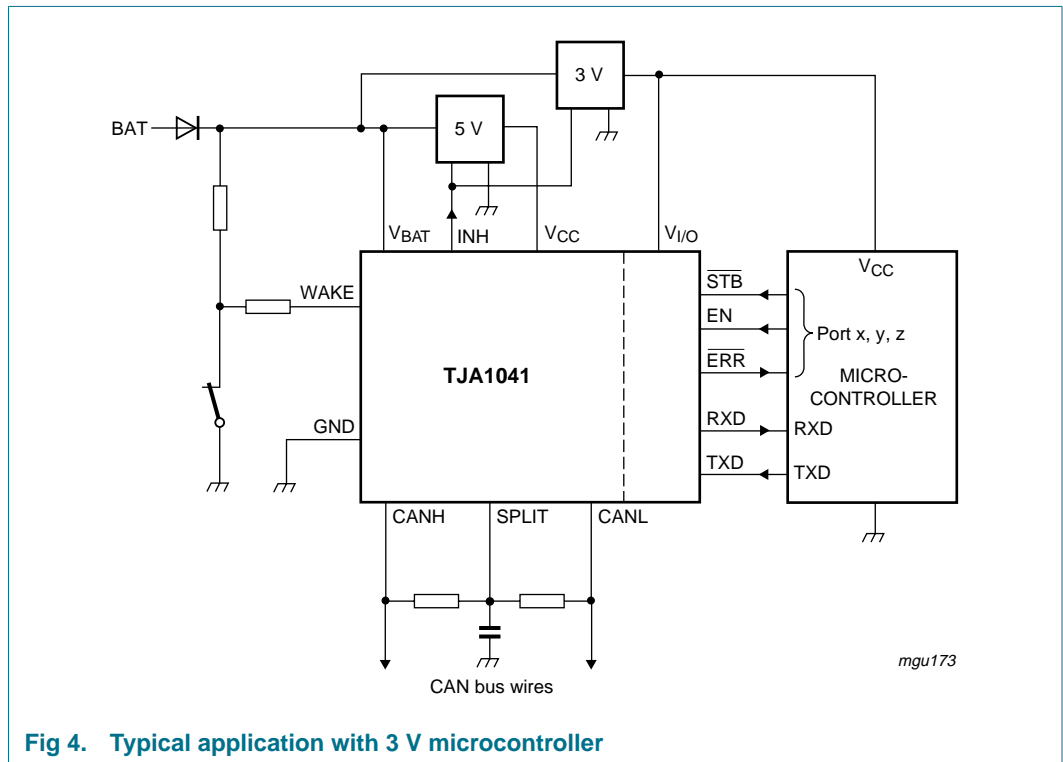 3 V
BAT
5 V
VBAT
INH
VCC
VI/O
VCC
STB
WAKE
EN
Port x, y, z
TJA1041
ERR
MICRO-
CONTROLLER
GND
RXD
RXD
TXD
TXD
CANH
SPLIT
CANL
mgu173
CAN bus wires
Fig 4. Typical application with 3 V microcontroller